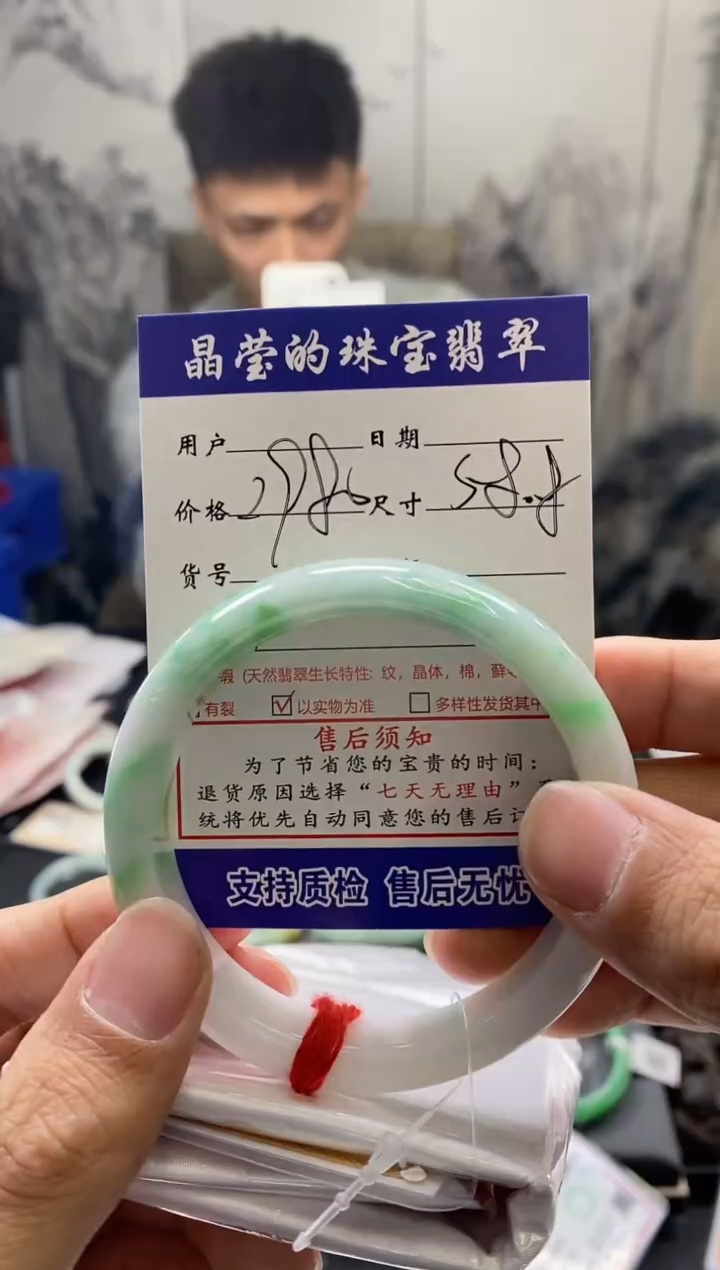 晶莹的珠宝翡翠
用户 日期
价格 尺寸 58.8
货号
瑕（天然翡翠生长特性：纹，晶体，棉，藓
有裂 ☑以实物为准 ☐多样性发货其中
售后须知
为了节省您的宝贵的时间：
退货原因选择“七天无理由”
统将优先自动同意您的售后
支持质检 售后无忧